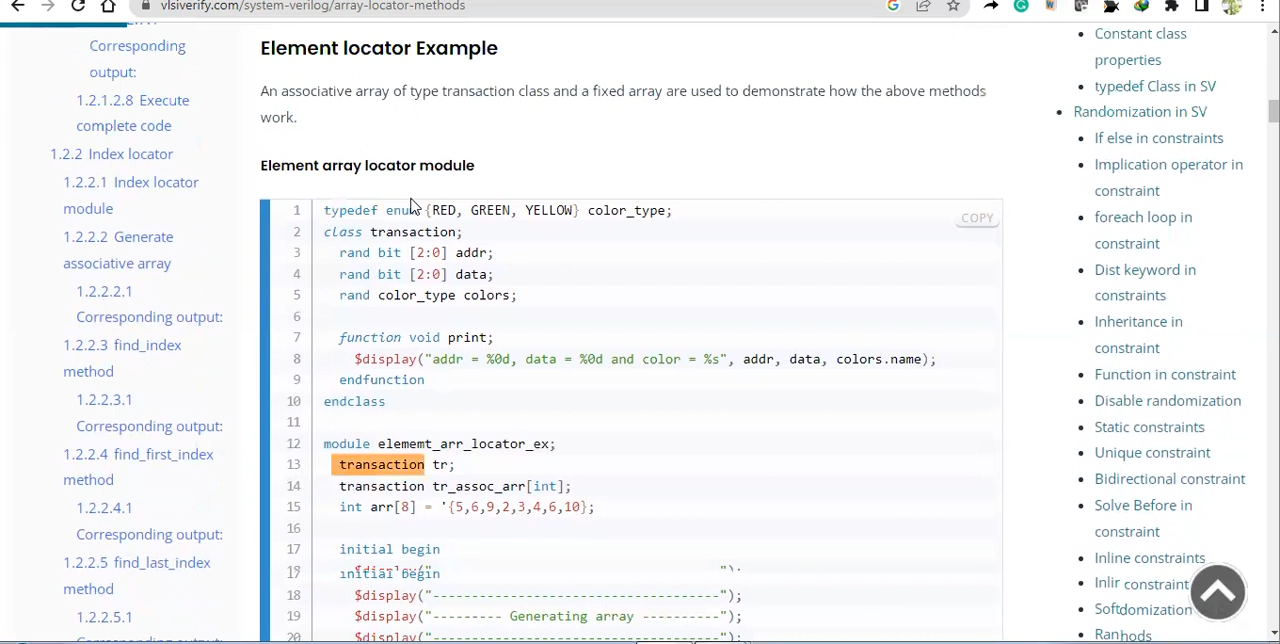 vlsiverify.com/system-verilog/array-locator-methods
Corresponding
output:
1.2.1.2.8 Execute
complete code
1.2.2 Index locator
1.2.2.1 Index locator
module
1.2.2.2 Generate
associative array
1.2.2.2.1
Corresponding output:
1.2.2.3 find_index
method
1.2.2.3.1
Corresponding output:
1.2.2.4 find_first_index
method
1.2.2.4.1
Corresponding output:
1.2.2.5 find_last_index
method
1.2.2.5.1
Element locator Example
An associative array of type transaction class and a fixed array are used to demonstrate how the above methods
work.
Element array locator module
COPY
1 typedef enum {RED, GREEN, YELLOW} color_type;
2 class transaction;
3 rand bit [2:0] addr;
4 rand bit [2:0] data;
5 rand color_type colors;
6
7 function void print;
8 $display("addr = %0d, data = %0d and color = %s", addr, data, colors.name);
9 endfunction
10 endclass
11
12 module elememt_arr_locator_ex;
13 transaction tr;
14 transaction tr_assoc_arr[int];
15 int arr[8] = '{5,6,9,2,3,4,6,10};
16
17 initial begin
17 initial begin
18 $display("-------------------------------------");
19 $display("--------- Generating array ----------");
20 $display("-------------------------------------");
Constant class
properties
typedef Class in SV
Randomization in SV
If else in constraints
Implication operator in
constraint
foreach loop in
constraint
Dist keyword in
constraints
Inheritance in
constraint
Function in constraint
Disable randomization
Static constraints
Unique constraint
Bidirectional constraint
Solve Before in
constraint
Inline constraints
Inlir constraint
Softdomization
Ran hods